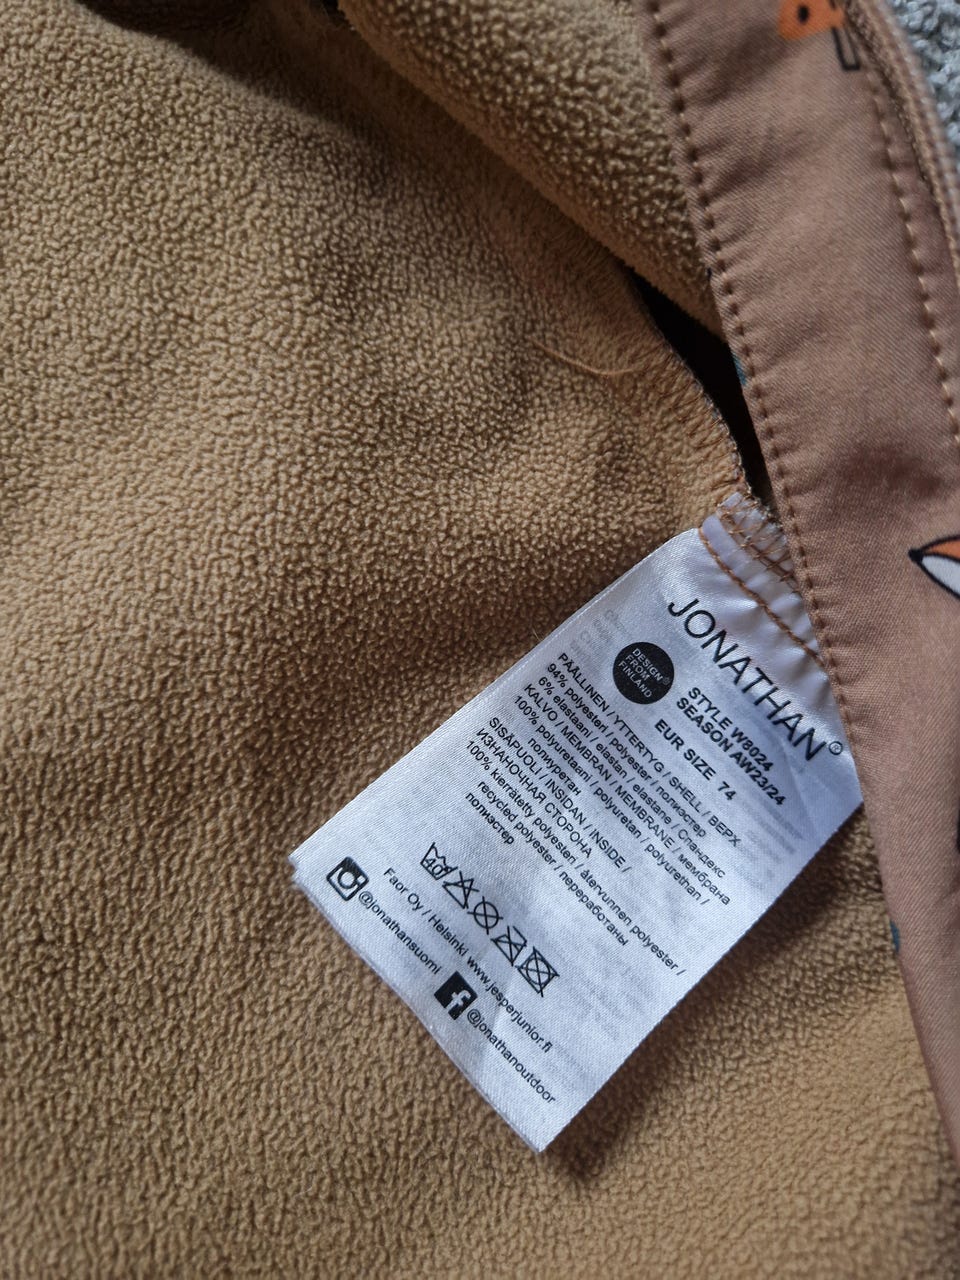 JONATHAN®
DESIGN®
FROM
FINLAND
STYLE W8024
SEASON AW23/24
EUR SIZE 74
PÄÄLLINEN / YTTERTYG / SHELL / ВЕРХ
94% polyesteri / polyester / полиэстер
6% elastaani / elastan / elastane / Спандекс
KALVO / MEMBRAN / MEMBRANE / мембрана
100% polyuretaani / polyuretan / polyurethan /
полиуретан
SISÄPUOLI / INSIDAN / INSIDE /
ИЗНАНОЧНАЯ СТОРОНА
100% kierrätetty polyesteri / återvunnen polyester /
recycled polyester / переработаны
полиэстер
40
Faor Oy / Helsinki www.jesperjunior.fi
@jonathansuomi
@jonathanoutdoor